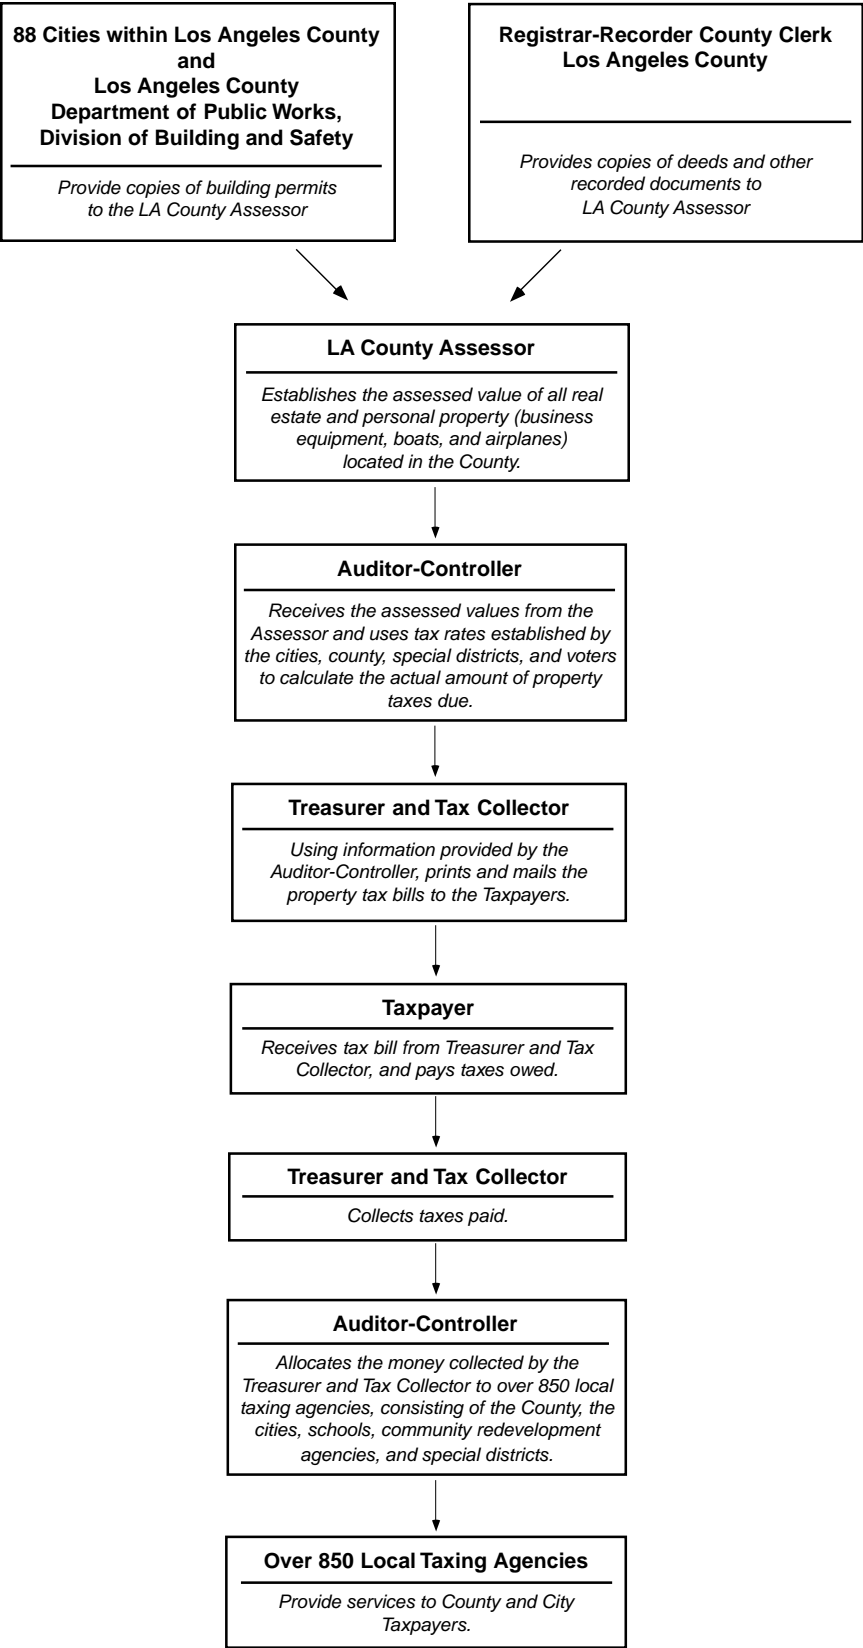 88 Cities within Los Angeles County
and
Los Angeles County
Department of Public Works,
Division of Building and Safety
Provide copies of building permits
to the LA County Assessor
Registrar-Recorder County Clerk
Los Angeles County
Provides copies of deeds and other
recorded documents to
LA County Assessor
LA County Assessor
Establishes the assessed value of all real
estate and personal property (business
equipment, boats, and airplanes)
located in the County.
Auditor-Controller
Receives the assessed values from the
Assessor and uses tax rates established by
the cities, county, special districts, and voters
to calculate the actual amount of property
taxes due.
Treasurer and Tax Collector
Using information provided by the
Auditor-Controller, prints and mails the
property tax bills to the Taxpayers.
Taxpayer
Receives tax bill from Treasurer and Tax
Collector, and pays taxes owed.
Treasurer and Tax Collector
Collects taxes paid.
Auditor-Controller
Allocates the money collected by the
Treasurer and Tax Collector to over 850 local
taxing agencies, consisting of the County, the
cities, schools, community redevelopment
agencies, and special districts.
Over 850 Local Taxing Agencies
Provide services to County and City
Taxpayers.